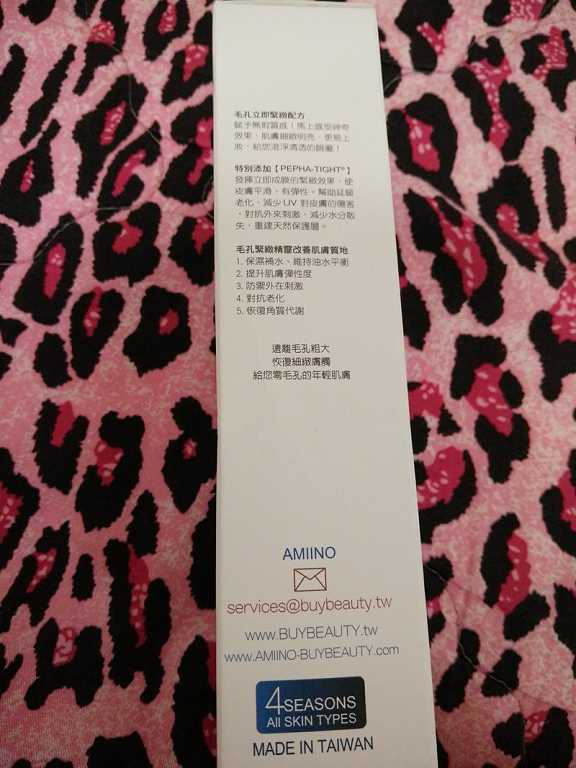 毛孔立即緊緻配方
賦予無瑕質感！馬上感受神奇
效果，肌膚細緻明亮，更易上
妝，給您澄淨清透的臉龐！
特別添加【PEPHA-TIGHT®】
發揮立即成膜的緊緻效果，使
皮膚平滑、有彈性。幫助延緩
老化、減少UV 對皮膚的傷害
、對抗外來刺激，減少水分散
失，重建天然保護層。
毛孔緊緻精靈改善肌膚質地
1. 保濕補水、維持油水平衡
2. 提升肌膚彈性度
3. 防禦外在刺激
4. 對抗老化
5. 恢復角質代謝
遠離毛孔粗大
恢復細緻膚觸
給您零毛孔的年輕肌膚
AMIINO
services@buybeauty.tw
www.BUYBEAUTY.tw
www.AMIINO-BUYBEAUTY.com
4SEASONS
All SKIN TYPES
MADE IN TAIWAN